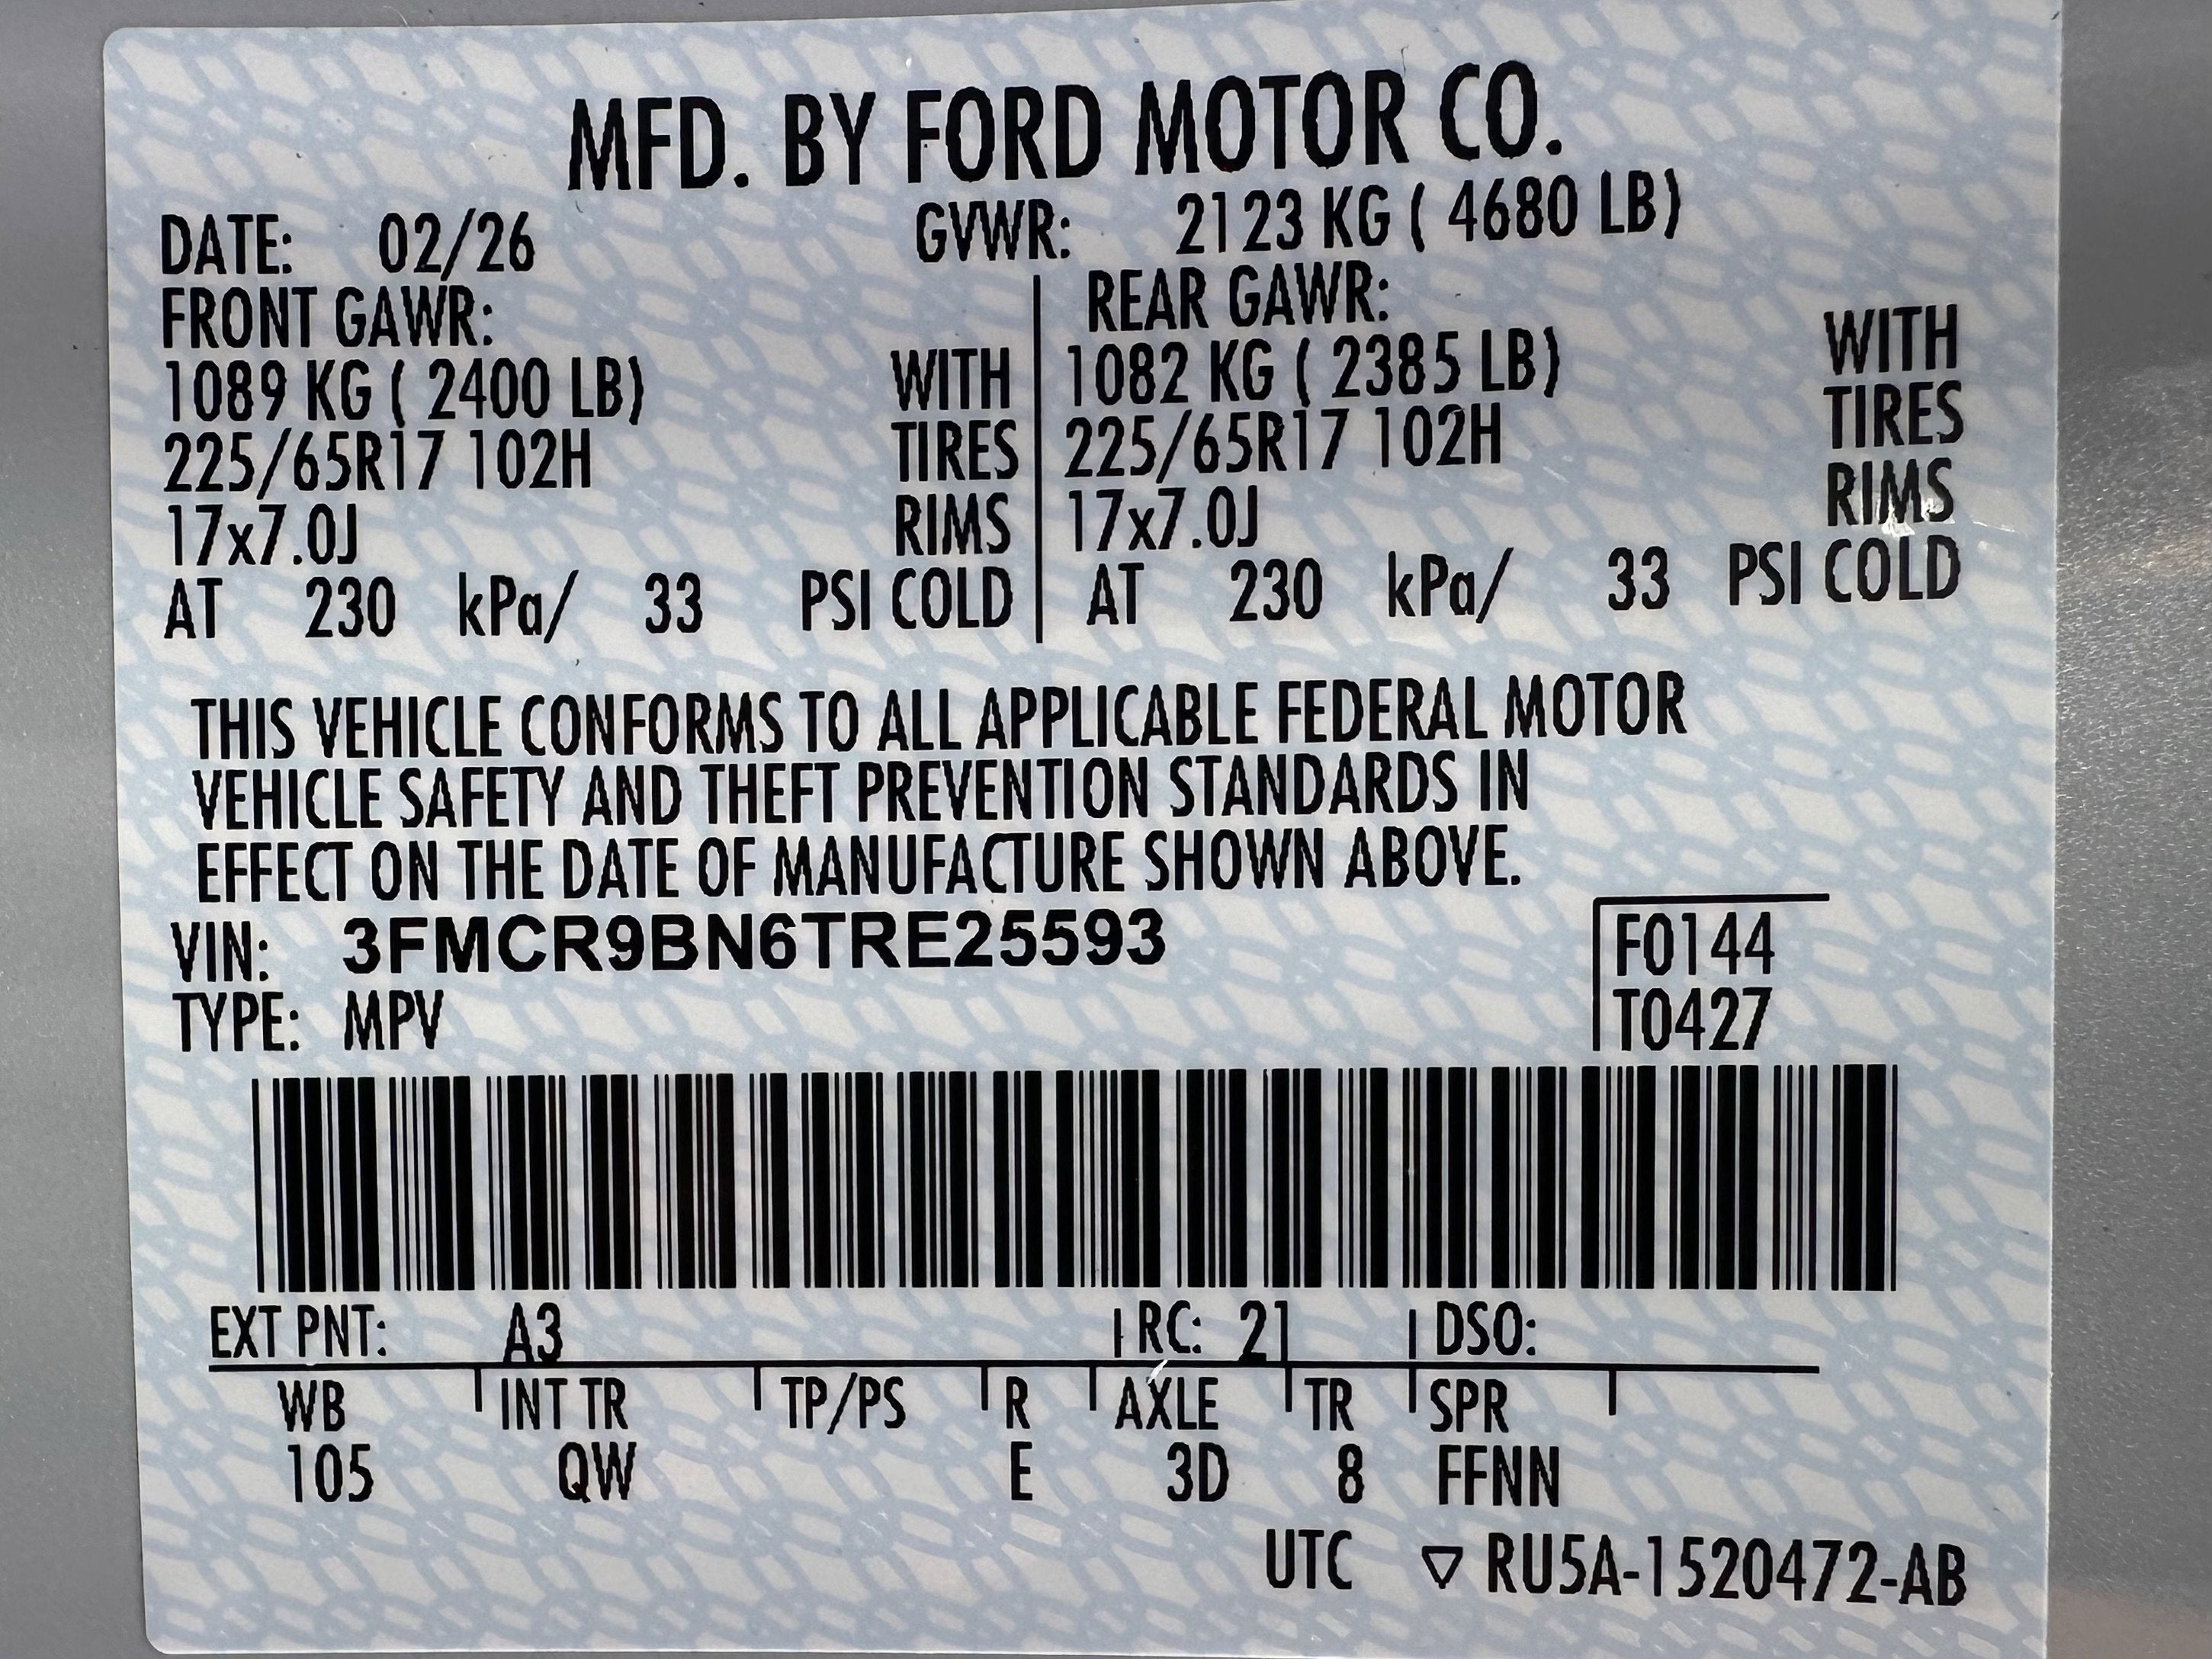 MFD. BY FORD MOTOR CO.
DATE: 02/26 GVWR: 2123 KG ( 4680 LB)
FRONT GAWR: REAR GAWR:
1089 KG ( 2400 LB) WITH 1082 KG ( 2385 LB) WITH
225/65R17 102H TIRES 225/65R17 102H TIRES
17x7.0J RIMS 17x7.0J RIMS
AT 230 kPa/ 33 PSI COLD AT 230 kPa/ 33 PSI COLD
THIS VEHICLE CONFORMS TO ALL APPLICABLE FEDERAL MOTOR
VEHICLE SAFETY AND THEFT PREVENTION STANDARDS IN
EFFECT ON THE DATE OF MANUFACTURE SHOWN ABOVE.
VIN: 3FMCR9BN6TRE25593 F0144
TYPE: MPV T0427
EXT PNT: A3 RC: 21 DSO:
WB INT TR TP/PS R AXLE TR SPR
105 QW E 3D 8 FFNN
UTC ▽ RU5A-1520472-AB